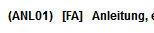 (ANL01) [FA] Anleitung,